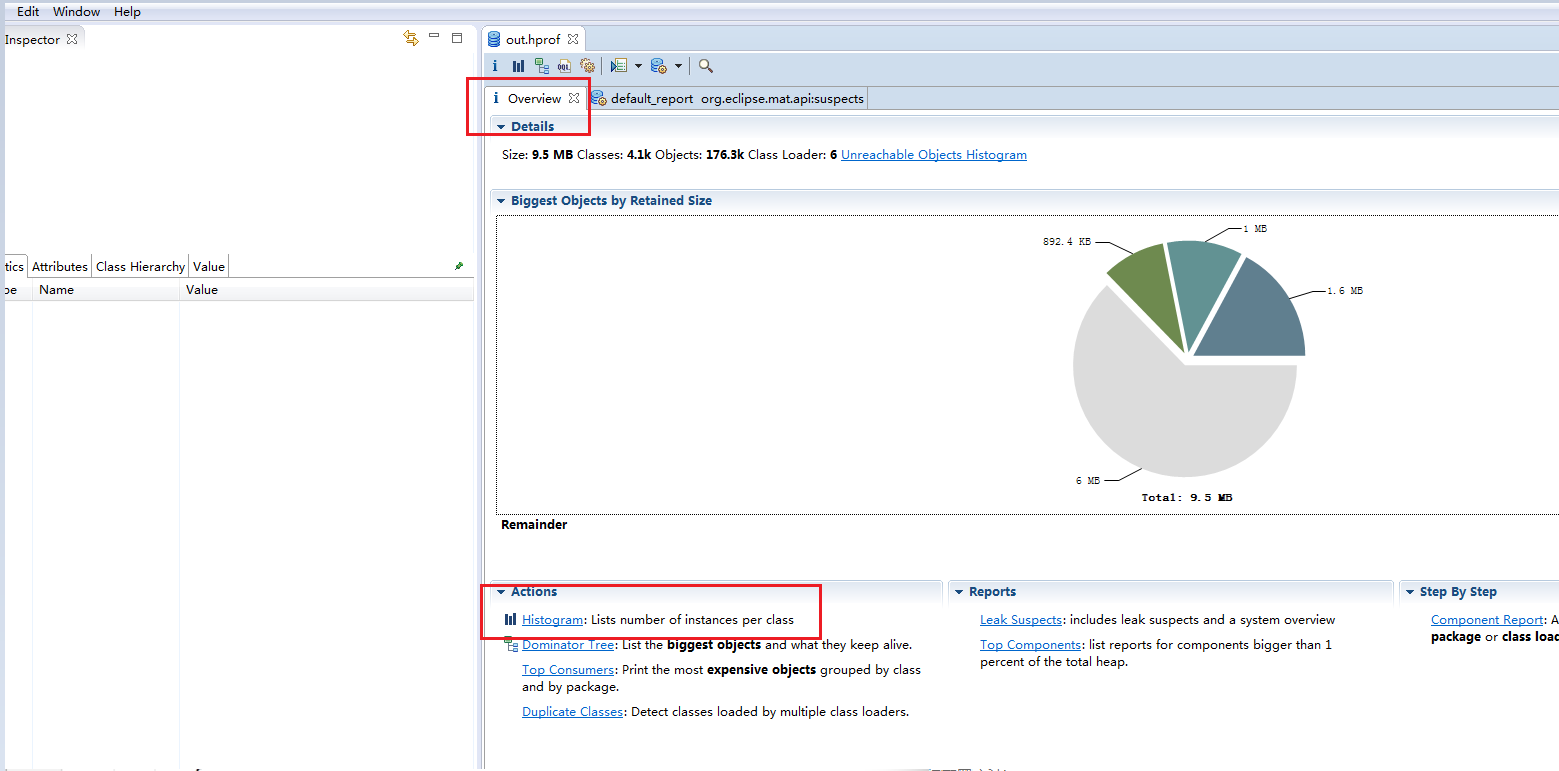 Edit Window Help
Inspector
out.hprof
OQL
i Overview
default_report org.eclipse.mat.api:suspects
Details
Size: 9.5 MB Classes: 4.1k Objects: 176.3k Class Loader: 6 Unreachable Objects Histogram
Biggest Objects by Retained Size
1 MB
892.4 KB
1.6 MB
6 MB
Total: 9.5 MB
Remainder
tics Attributes Class Hierarchy Value
pe Name Value
Actions
Histogram: Lists number of instances per class
Dominator Tree: List the biggest objects and what they keep alive.
Top Consumers: Print the most expensive objects grouped by class
and by package.
Duplicate Classes: Detect classes loaded by multiple class loaders.
Reports
Leak Suspects: includes leak suspects and a system overview
Top Components: list reports for components bigger than 1
percent of the total heap.
Step By Step
Component Report: A
package or class load